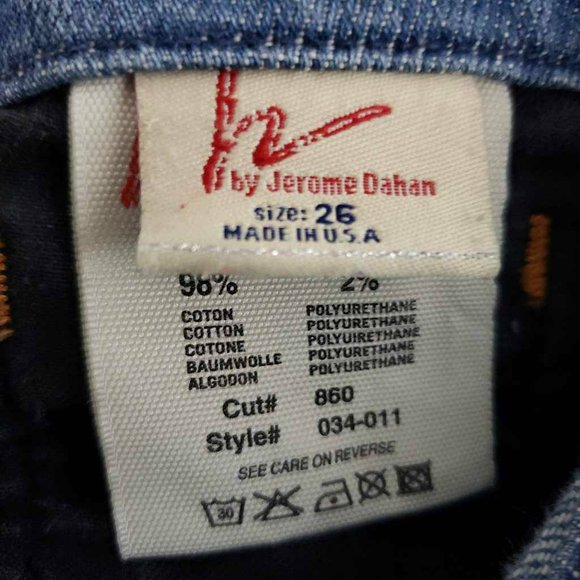 by Jerome Dahan
size: 26
MADE IN U.S.A
98% 2%
COTON POLYURETHANE
COTTON POLYURETHANE
COTONE POLYUIRETHANE
BAUMWOLLE POLYURETHANE
ALGODON POLYURETHANE
Cut# 860
Style# 034-011
SEE CARE ON REVERSE
30